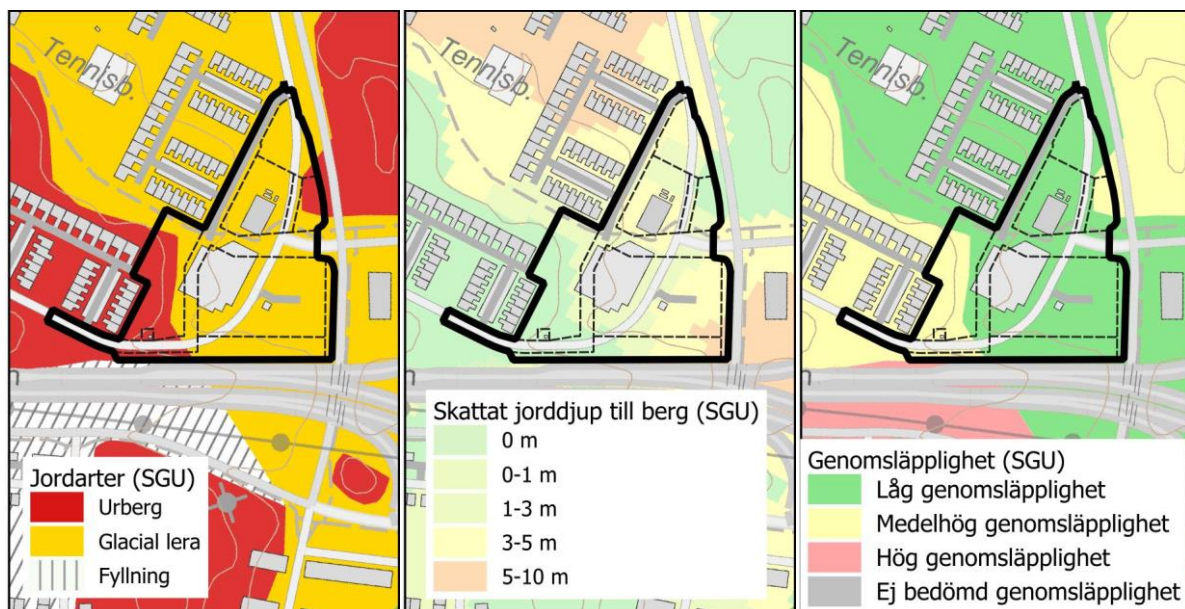 Tennisb.
Jordarter (SGU)
Urberg
Glacial lera
Fyllning
Tennisb.
Skattat jorddjup till berg (SGU)
0 m
0-1 m
1-3 m
3-5 m
5-10 m
Tennisb.
Genomsläpplighet (SGU)
Låg genomsläpplighet
Medelhög genomsläpplighet
Hög genomsläpplighet
Ej bedömd genomsläpplighet